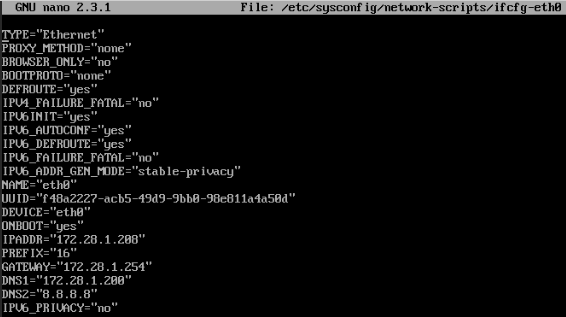 GNU nano 2.3.1 File: /etc/sysconfig/network-scripts/ifcfg-eth0
TYPE="Ethernet"
PROXY_METHOD="none"
BROWSER_ONLY="no"
BOOTPROTO="none"
DEFROUTE="yes"
IPV4_FAILURE_FATAL="no"
IPV6INIT="yes"
IPV6_AUTOCONF="yes"
IPV6_DEFROUTE="yes"
IPV6_FAILURE_FATAL="no"
IPV6_ADDR_GEN_MODE="stable-privacy"
NAME="eth0"
UUID="f48a2227-acb5-49d9-9bb0-98e811a4a50d"
DEVICE="eth0"
ONBOOT="yes"
IPADDR="172.28.1.208"
PREFIX="16"
GATEWAY="172.28.1.254"
DNS1="172.28.1.200"
DNS2="8.8.8.8"
IPV6_PRIVACY="no"